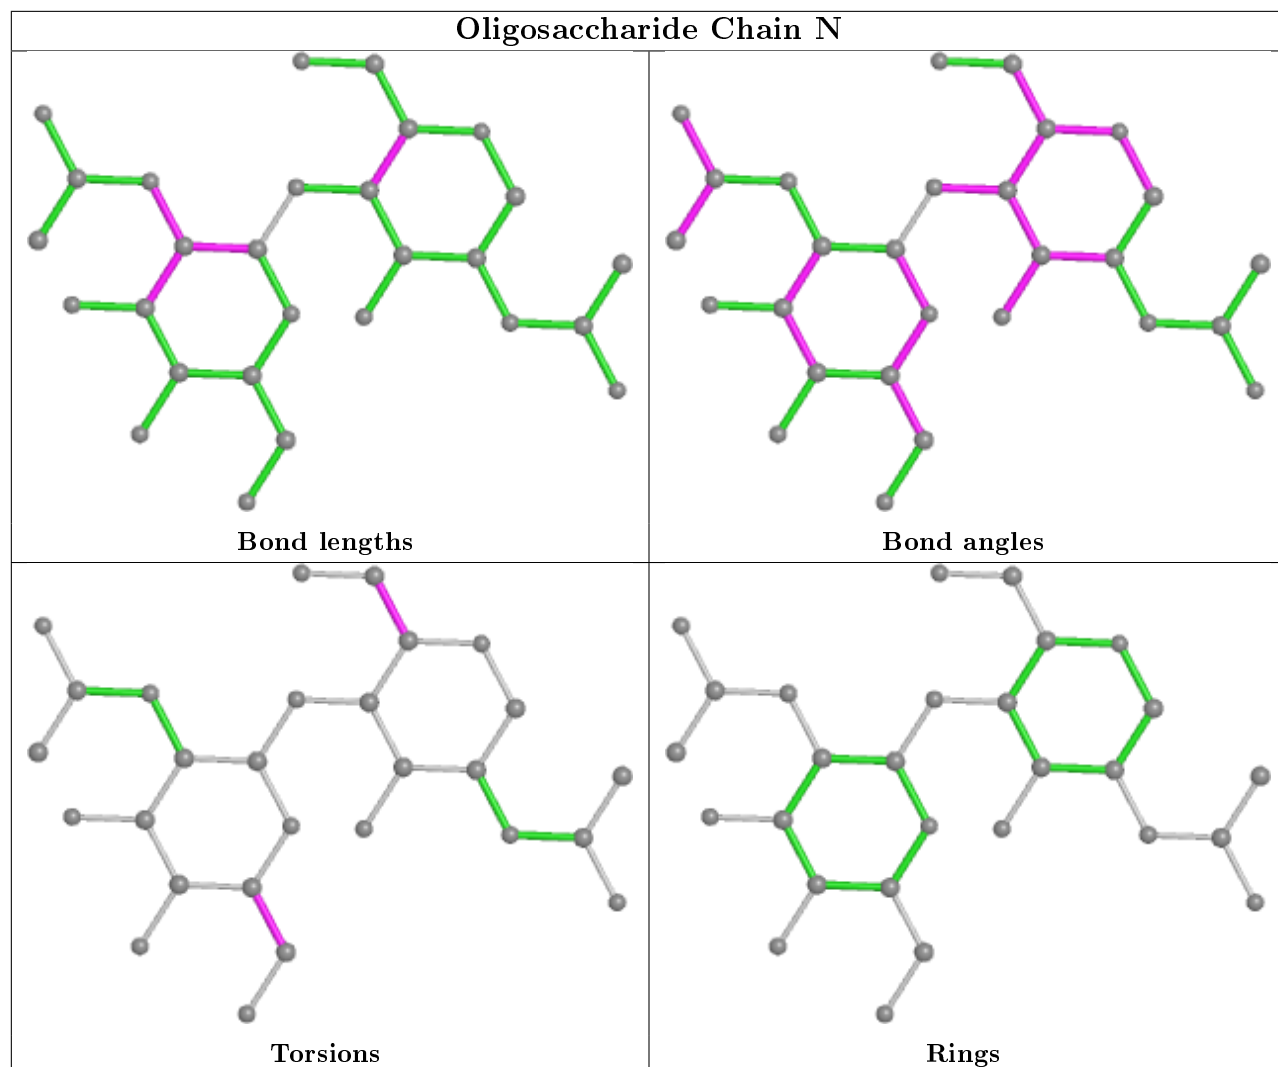 Oligosaccharide Chain N
Bond lengths
Bond angles
Torsions
Rings